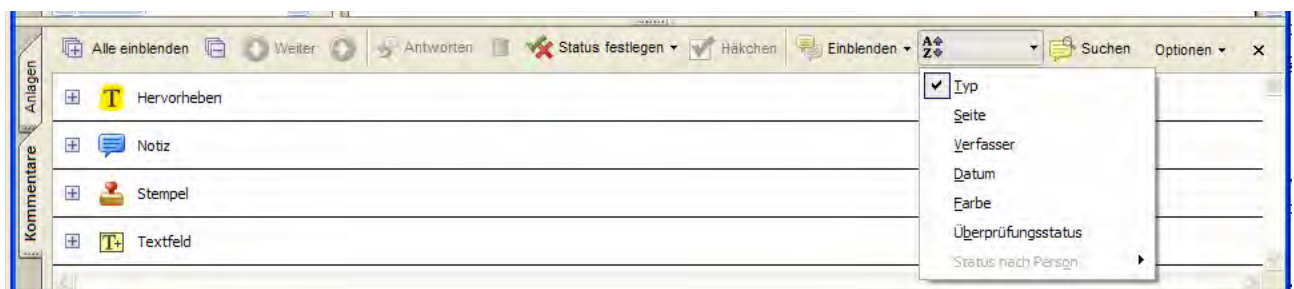 Alle einblenden Weiter Antworten Status festlegen Häkchen Einblenden A Z Suchen Optionen
Anlagen
Kommentare
Hervorheben
Notiz
Stempel
Textfeld
Typ
Seite
Verfasser
Datum
Farbe
Überprüfungsstatus
Status nach Person